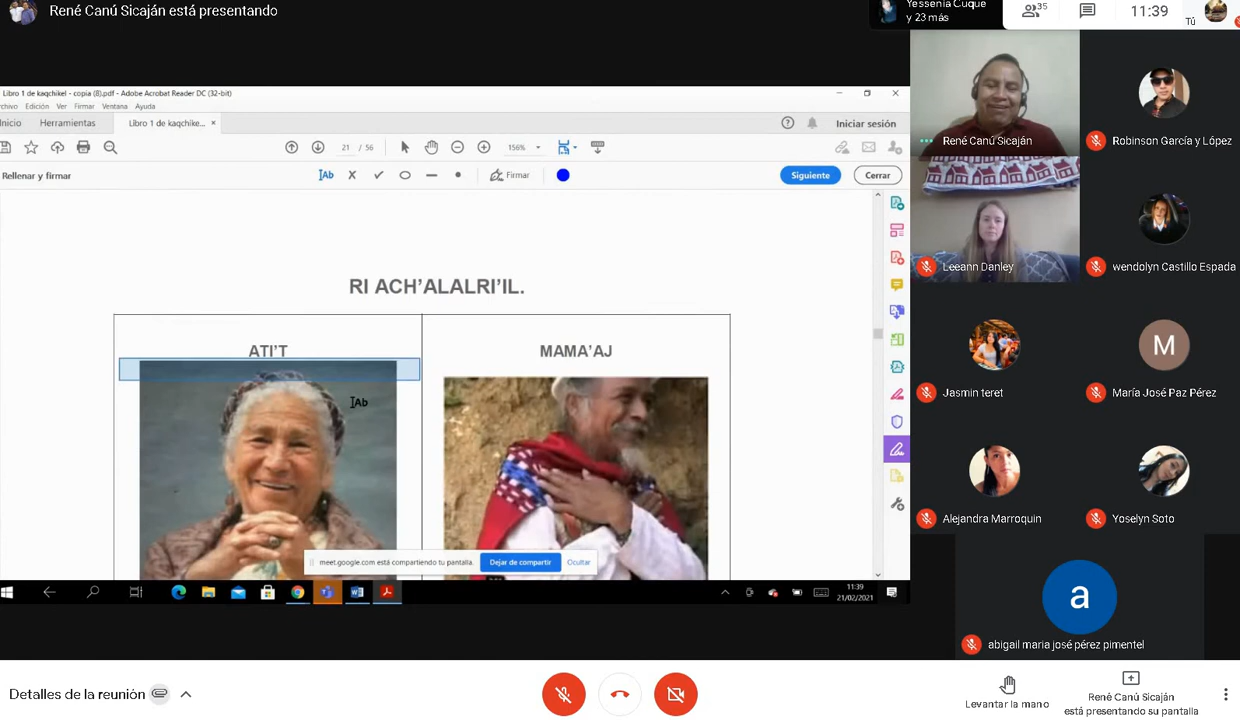 René Canú Sicaján está presentando
Yessenia Cuque
y 23 más
35
11:39
Tú
Libro 1 de kaqchikel - copia (8).pdf - Adobe Acrobat Reader DC (32-bit)
rchivo Edición Ver Firmar Ventana Ayuda
Inicio Herramientas Libro 1 de kaqchike... × Iniciar sesión
21 / 56 156%
Rellenar y firmar Ab Firmar Siguiente Cerrar
RI ACH'ALALRI'IL.
ATI'T MAMA'AJ
Ab
meet.google.com está compartiendo tu pantalla. Dejar de compartir Ocultar
11:39
21/02/2021
René Canú Sicaján
Robinson García y López
Leeann Danley
wendolyn Castillo Espada
Jasmin teret
M
María José Paz Pérez
Alejandra Marroquin
Yoselyn Soto
a
abigail maria josé pérez pimentel
Detalles de la reunión
Levantar la mano
René Canú Sicaján
está presentando su pantalla